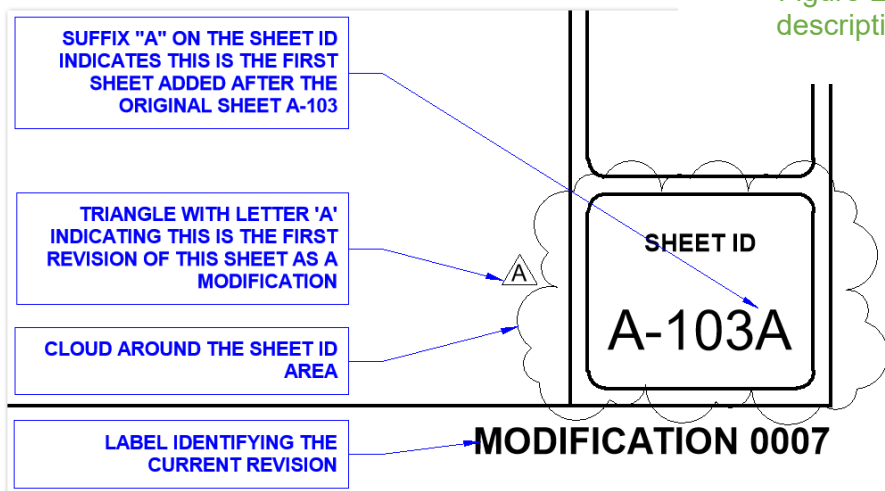 descripti
SUFFIX "A" ON THE SHEET ID
INDICATES THIS IS THE FIRST
SHEET ADDED AFTER THE
ORIGINAL SHEET A-103
TRIANGLE WITH LETTER 'A'
INDICATING THIS IS THE FIRST
REVISION OF THIS SHEET AS A
MODIFICATION
A
SHEET ID
A-103A
CLOUD AROUND THE SHEET ID
AREA
LABEL IDENTIFYING THE
CURRENT REVISION
MODIFICATION 0007